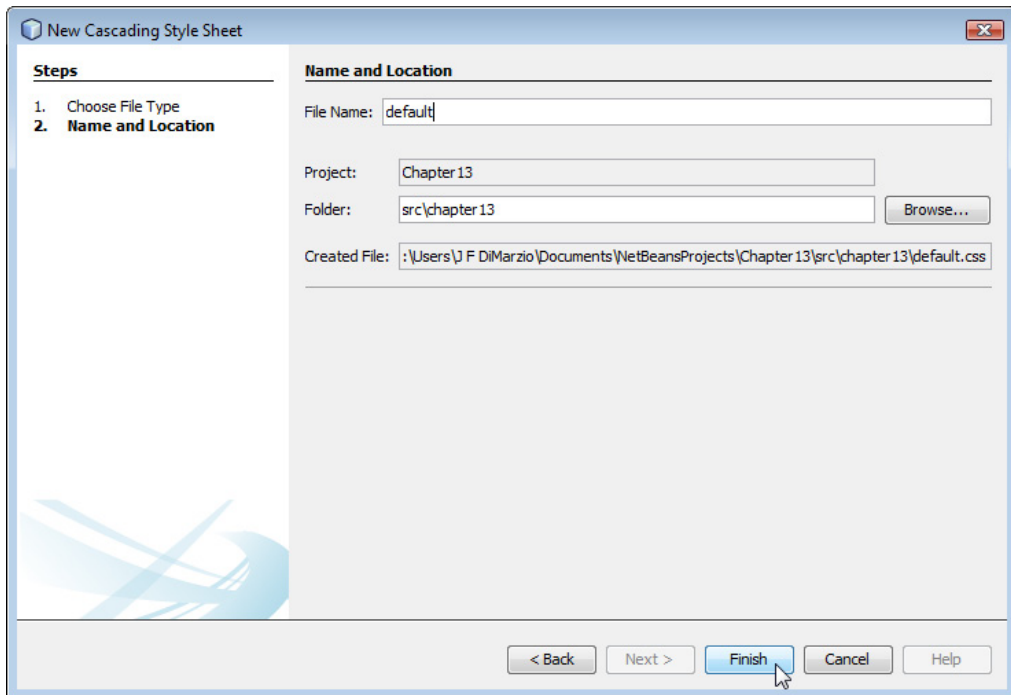 New Cascading Style Sheet
Steps
1. Choose File Type
2. Name and Location
Name and Location
File Name: default
Project: Chapter13
Folder: src\chapter13 Browse...
Created File: :\Users\J F DiMarzio\Documents\NetBeansProjects\Chapter13\src\chapter13\default.css
< Back Next > Finish Cancel Help